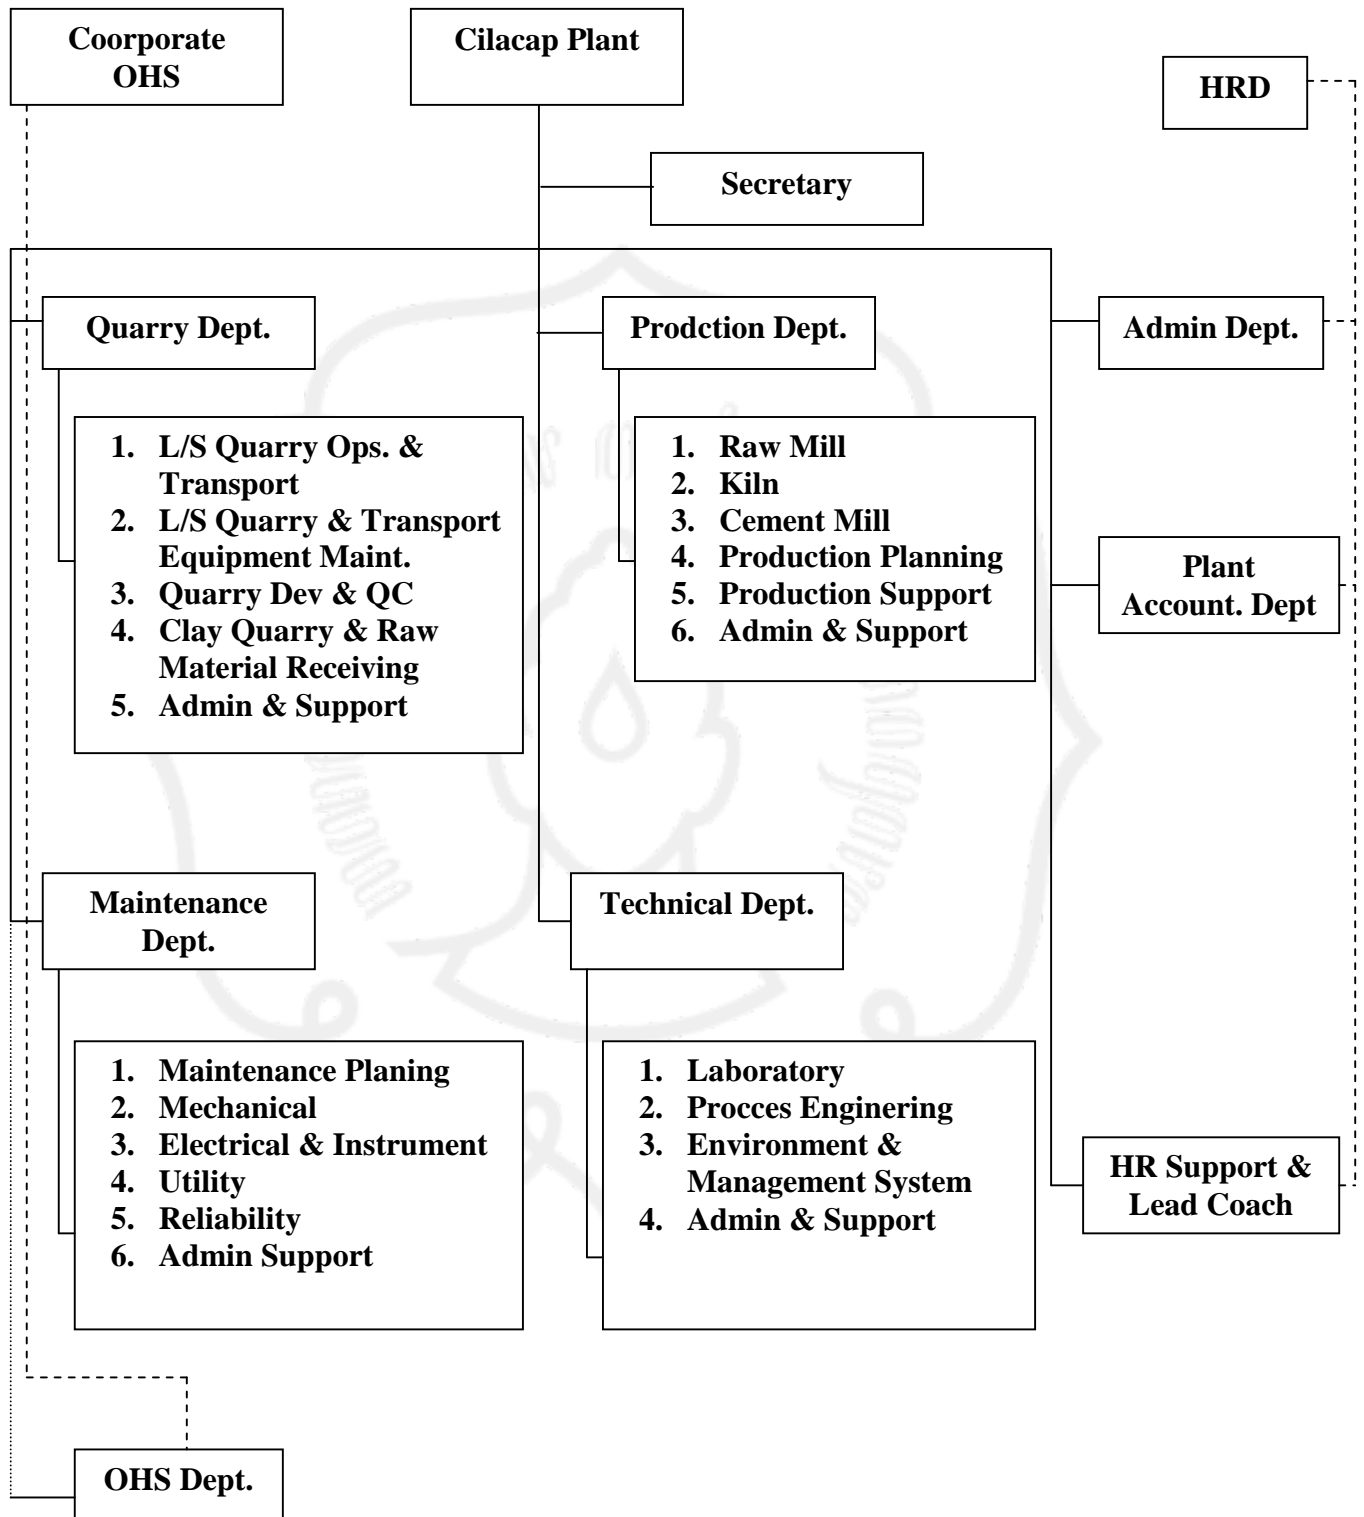 Coorporate
OHS
Cilacap Plant
HRD
Secretary
Quarry Dept.
Prodction Dept.
Admin Dept.
1. L/S Quarry Ops. &
Transport
2. L/S Quarry & Transport
Equipment Maint.
3. Quarry Dev & QC
4. Clay Quarry & Raw
Material Receiving
5. Admin & Support
1. Raw Mill
2. Kiln
3. Cement Mill
4. Production Planning
5. Production Support
6. Admin & Support
Plant
Account. Dept
Maintenance
Dept.
Technical Dept.
1. Maintenance Planing
2. Mechanical
3. Electrical & Instrument
4. Utility
5. Reliability
6. Admin Support
1. Laboratory
2. Procces Enginering
3. Environment &
Management System
4. Admin & Support
HR Support &
Lead Coach
OHS Dept.